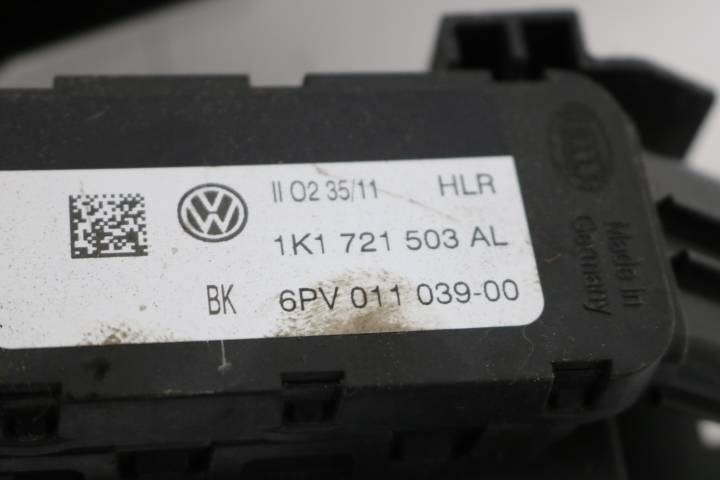 II 02 35/11 HLR
1K1 721 503 AL
BK 6PV 011 039-00
Made in
Germany